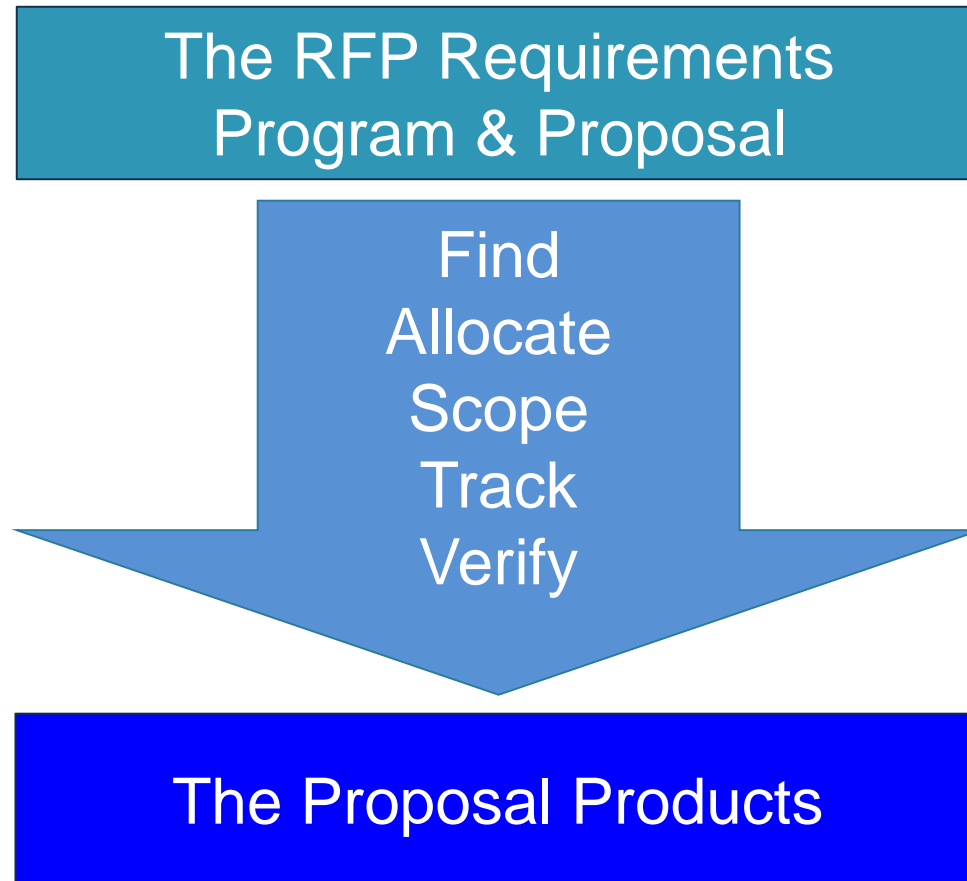 The RFP Requirements
Program & Proposal
Find
Allocate
Scope
Track
Verify
The Proposal Products